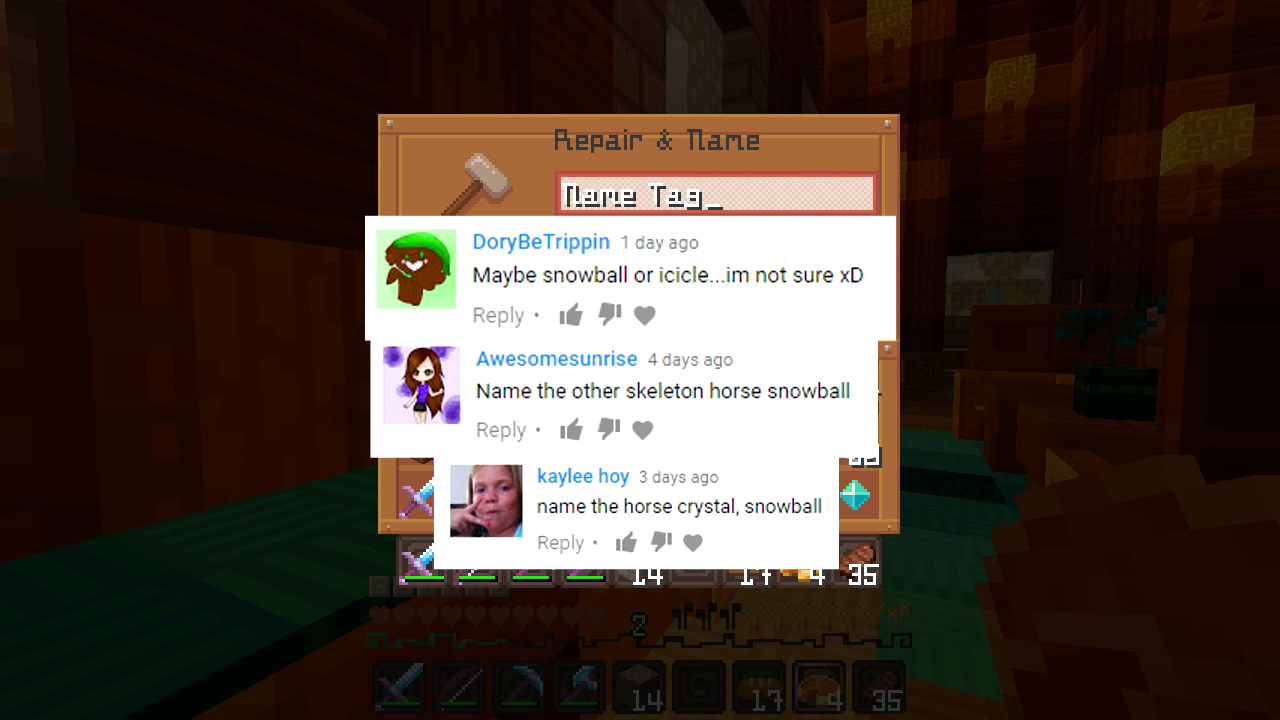 Repair & Name
Name Tag_
DoryBeTrippin 1 day ago
Maybe snowball or icicle...im not sure xD
Reply •
Awesomesunrise 4 days ago
Name the other skeleton horse snowball
Reply •
kaylee hoy 3 days ago
name the horse crystal, snowball
Reply •
14 17 4 35
2
14 17 4 35